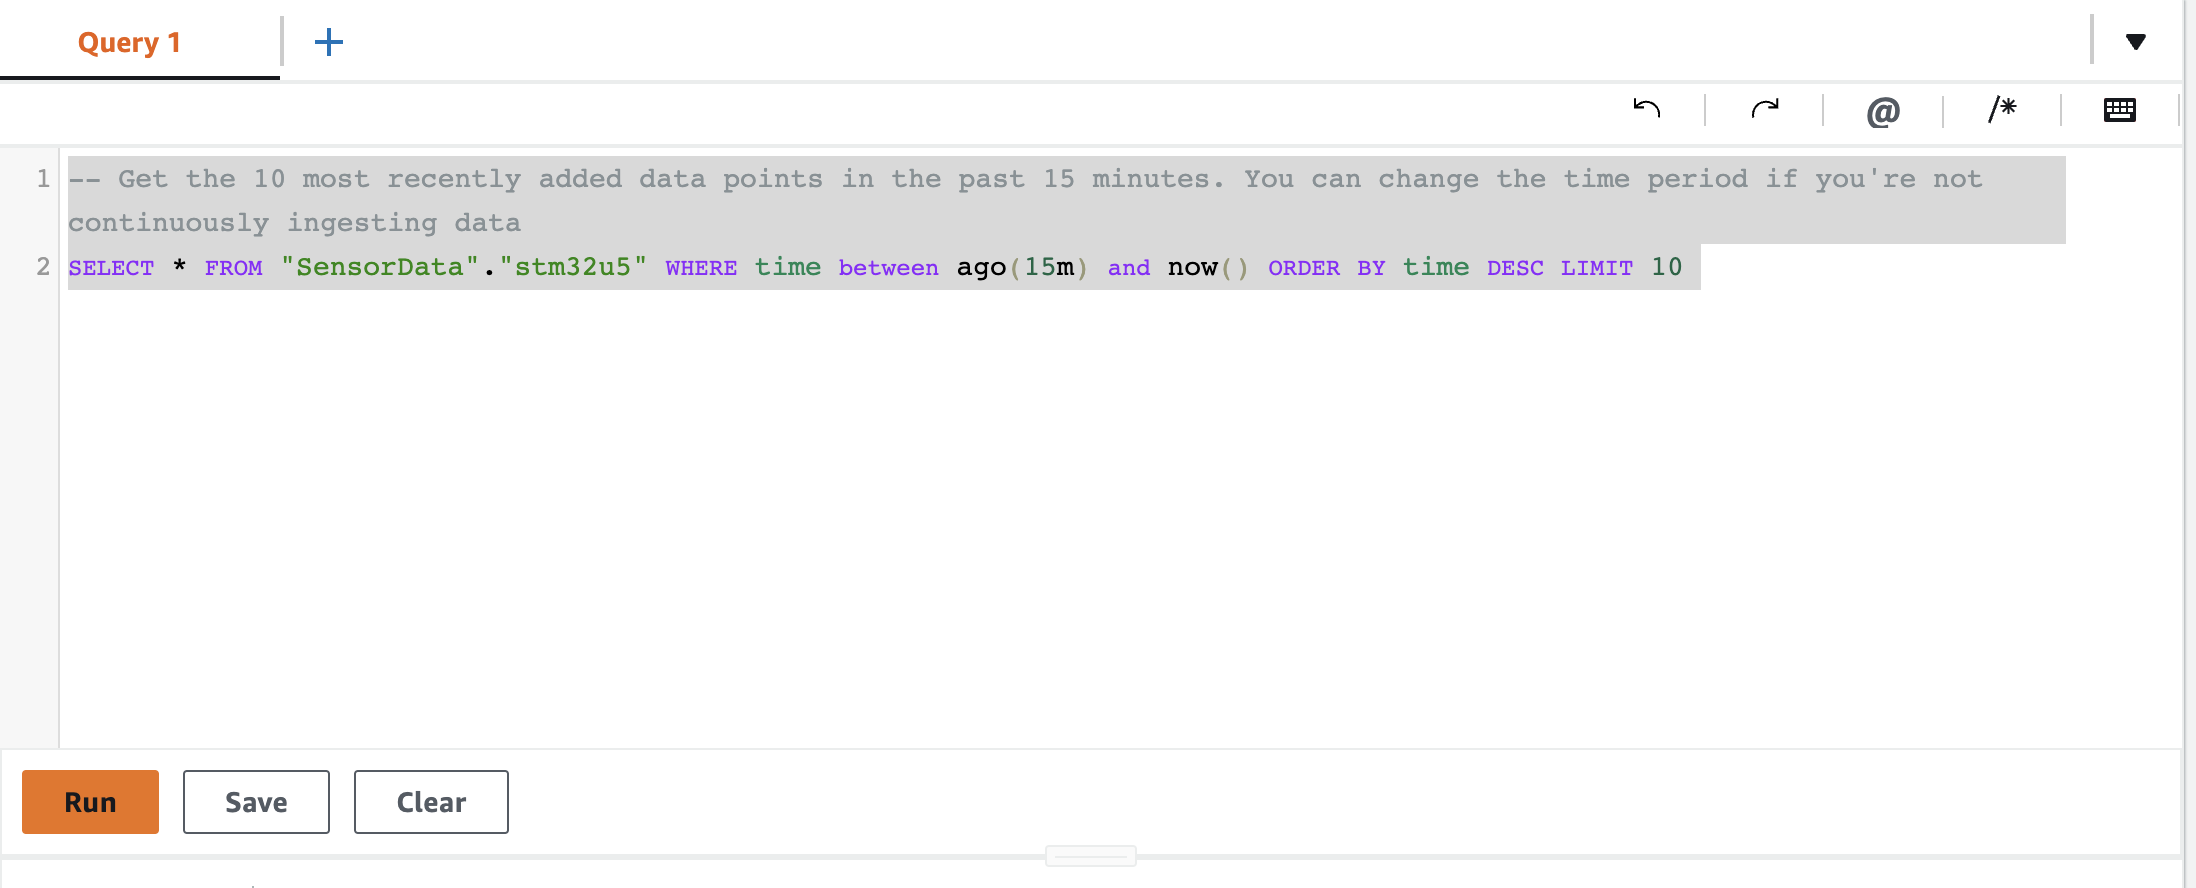 Query 1 +
@ /*
1 -- Get the 10 most recently added data points in the past 15 minutes. You can change the time period if you're not
continuously ingesting data
2 SELECT * FROM "SensorData"."stm32u5" WHERE time between ago(15m) and now() ORDER BY time DESC LIMIT 10
Run Save Clear